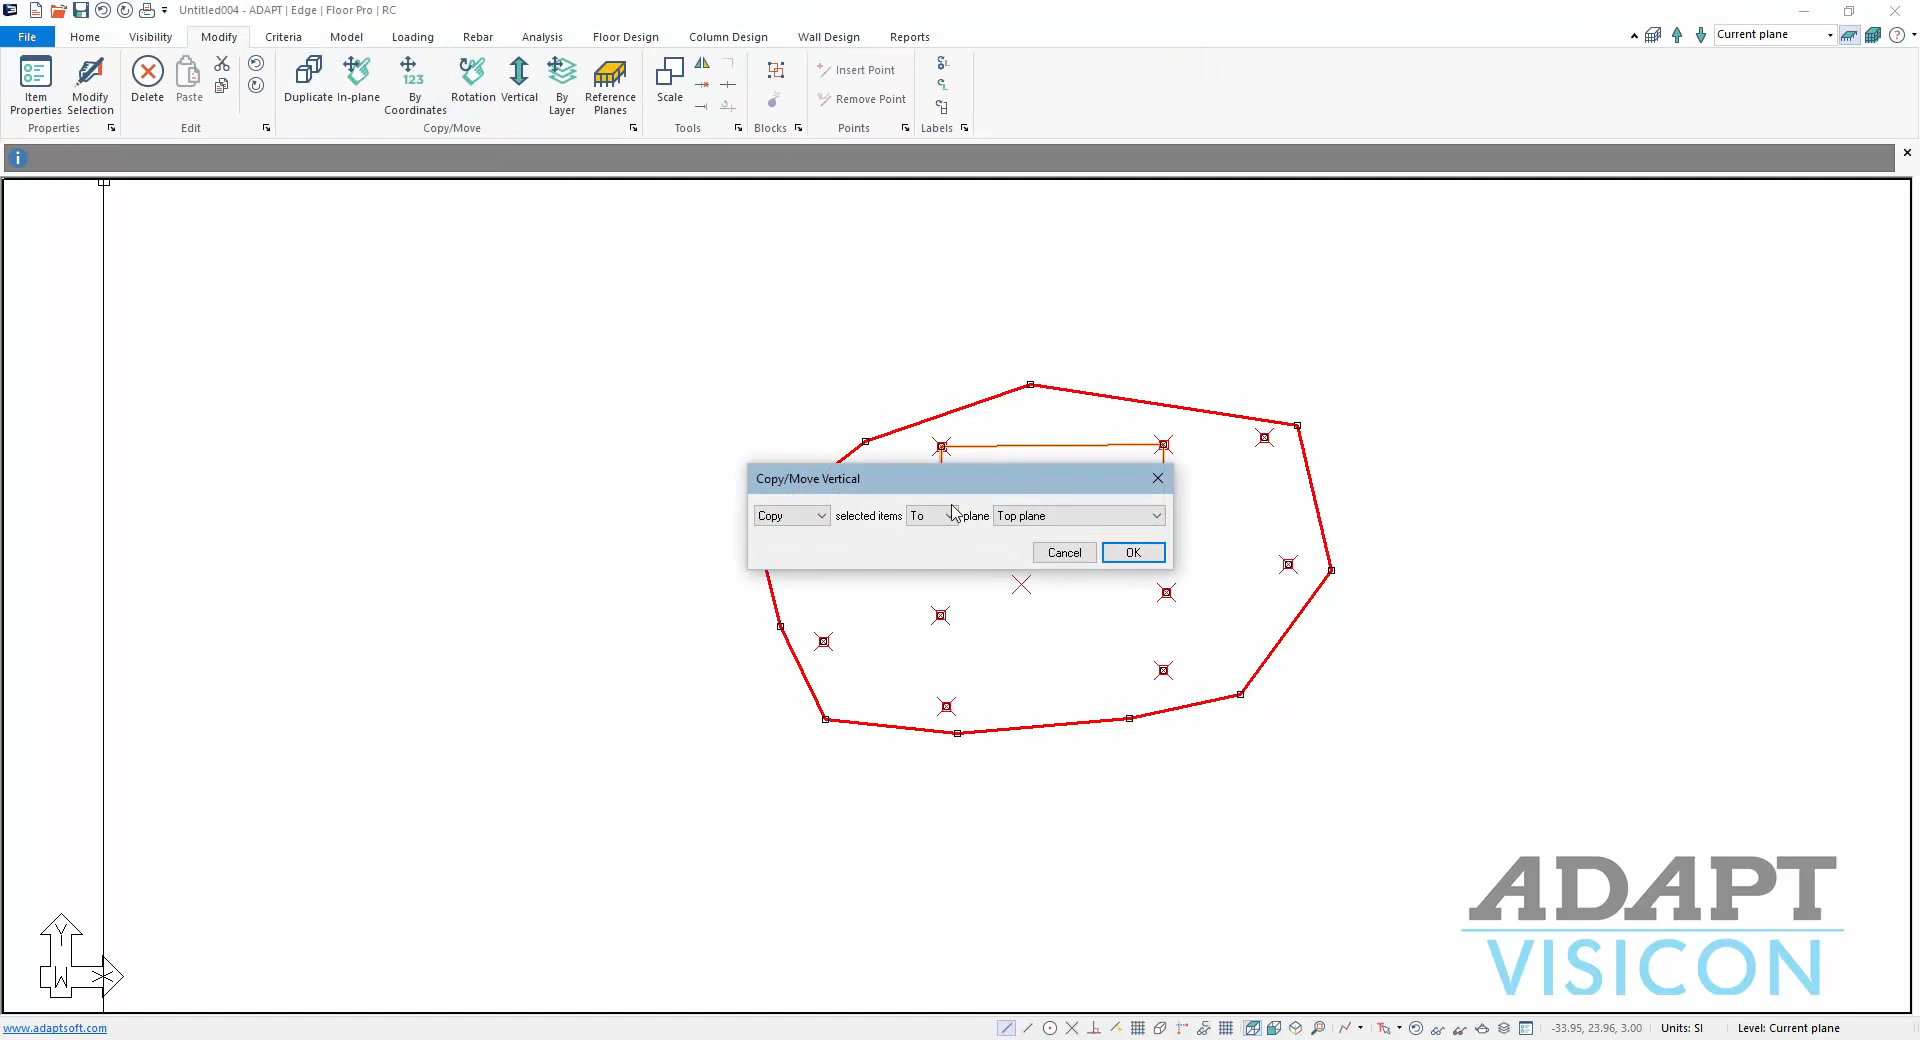 Untitled004 - ADAPT | Edge | Floor Pro | RC
File Home Visibility Modify Criteria Model Loading Rebar Analysis Floor Design Column Design Wall Design Reports
Current plane
Item Properties
Modify Selection
Delete
Paste
Duplicate
In-plane
123
By Coordinates
Rotation
Vertical
By Layer
Reference Planes
Scale
Insert Point
Remove Point
Properties Edit Copy/Move Tools Blocks Points Labels
Copy/Move Vertical
Copy selected items To plane Top plane
Cancel OK
Y
W X
ADAPT
VISICON
www.adaptsoft.com
-33.95, 23.96, 3.00 Units: SI Level: Current plane